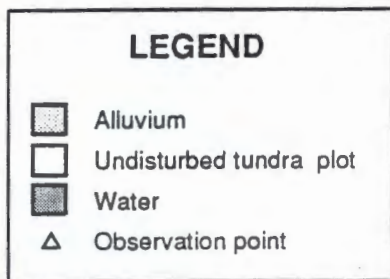 LEGEND
Alluvium
Undisturbed tundra plot
Water
Observation point